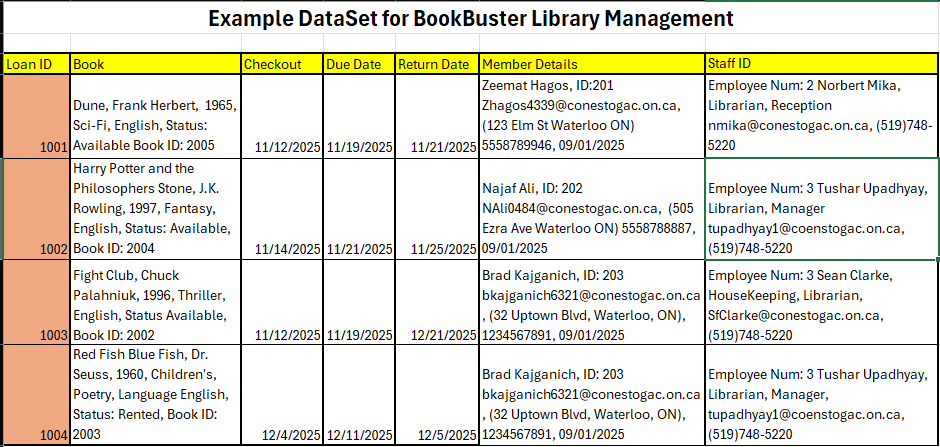 Example DataSet for BookBuster Library Management
Loan ID Book Checkout Due Date Return Date Member Details Staff ID
Dune, Frank Herbert, 1965,
Sci-Fi, English, Status:
Available Book ID: 2005
1001
11/12/2025 11/19/2025 11/21/2025
Zeemat Hagos, ID:201
Zhagos4339@conestogac.on.ca,
(123 Elm St Waterloo ON)
5558789946, 09/01/2025
Employee Num: 2 Norbert Mika,
Librarian, Reception
nmika@conestogac.on.ca, (519)748-
5220
Harry Potter and the
Philosophers Stone, J.K.
Rowling, 1997, Fantasy,
English, Status: Available,
Book ID: 2004
1002
11/14/2025 11/21/2025 11/25/2025
Najaf Ali, ID: 202
NAli0484@conestogac.on.ca, (505
Ezra Ave Waterloo ON) 5558788887,
09/01/2025
Employee Num: 3 Tushar Upadhyay,
Librarian, Manager
tupadhyay1@coenstogac.on.ca,
(519)748-5220
Fight Club, Chuck
Palahniuk, 1996, Thriller,
English, Status Available,
Book ID: 2002
1003
11/12/2025 11/19/2025 12/21/2025
Brad Kajganich, ID: 203
bkajganich6321@conestogac.on.ca
, (32 Uptown Blvd, Waterloo, ON),
1234567891, 09/01/2025
Employee Num: 3 Sean Clarke,
HouseKeeping, Librarian,
SfClarke@conestogac.on.ca,
(519)748-5220
Red Fish Blue Fish, Dr.
Seuss, 1960, Children's,
Poetry, Language English,
Status: Rented, Book ID:
2003
1004
12/4/2025 12/11/2025 12/5/2025
Brad Kajganich, ID: 203
bkajganich6321@conestogac.on.ca
, (32 Uptown Blvd, Waterloo, ON),
1234567891, 09/01/2025
Employee Num: 3 Tushar Upadhyay,
Librarian, Manager,
tupadhyay1@coenstogac.on.ca,
(519)748-5220